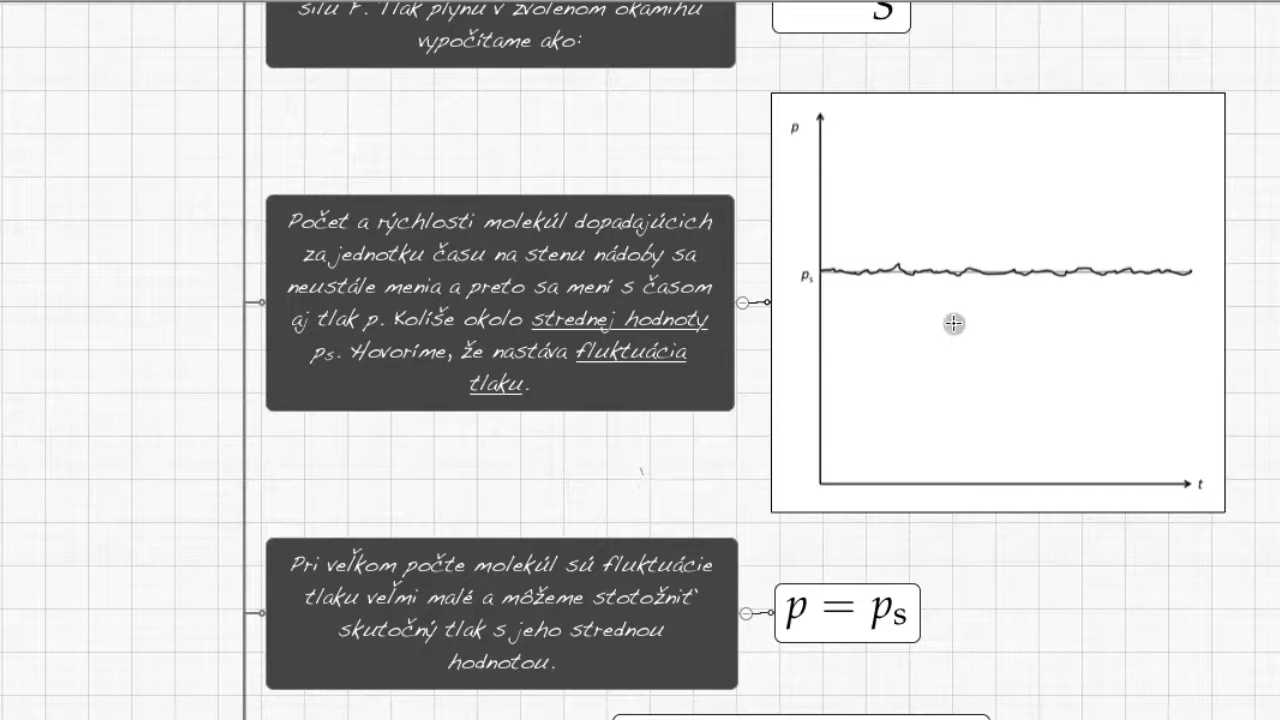 silu F. Tlak plynu v zvolenom okamihu
vypočítame ako:
S
Počet a rýchlosti molekúl dopadajúcich
za jednotku času na stenu nádoby sa
neustále menia a preto sa mení s časom
aj tlak p. Kolíše okolo strednej hodnoty
ps. Hovoríme, že nastáva fluktuácia
tlaku.
p
ps
t
Pri veľkom počte molekúl sú fluktuácie
tlaku veľmi malé a môžeme stotožniť
skutočný tlak s jeho strednou
hodnotou.
p = ps